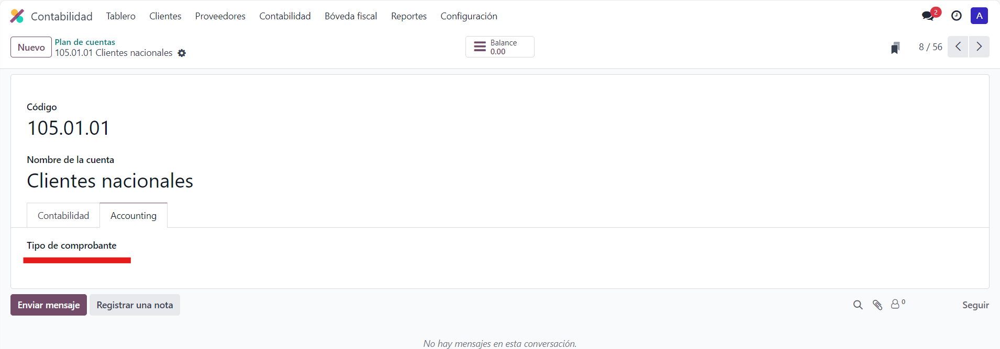 Contabilidad Tablero Clientes Proveedores Contabilidad Bóveda fiscal Reportes Configuración 2 A
Nuevo
Plan de cuentas
105.01.01 Clientes nacionales
Balance
0.00
8 / 56
Código
105.01.01
Nombre de la cuenta
Clientes nacionales
Contabilidad Accounting
Tipo de comprobante
Enviar mensaje Registrar una nota 0 Seguir
No hay mensajes en esta conversación.